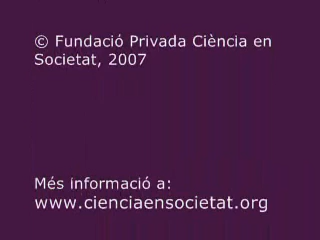 © Fundació Privada Ciència en
Societat, 2007
Més informació a:
www.cienciaensocietat.org